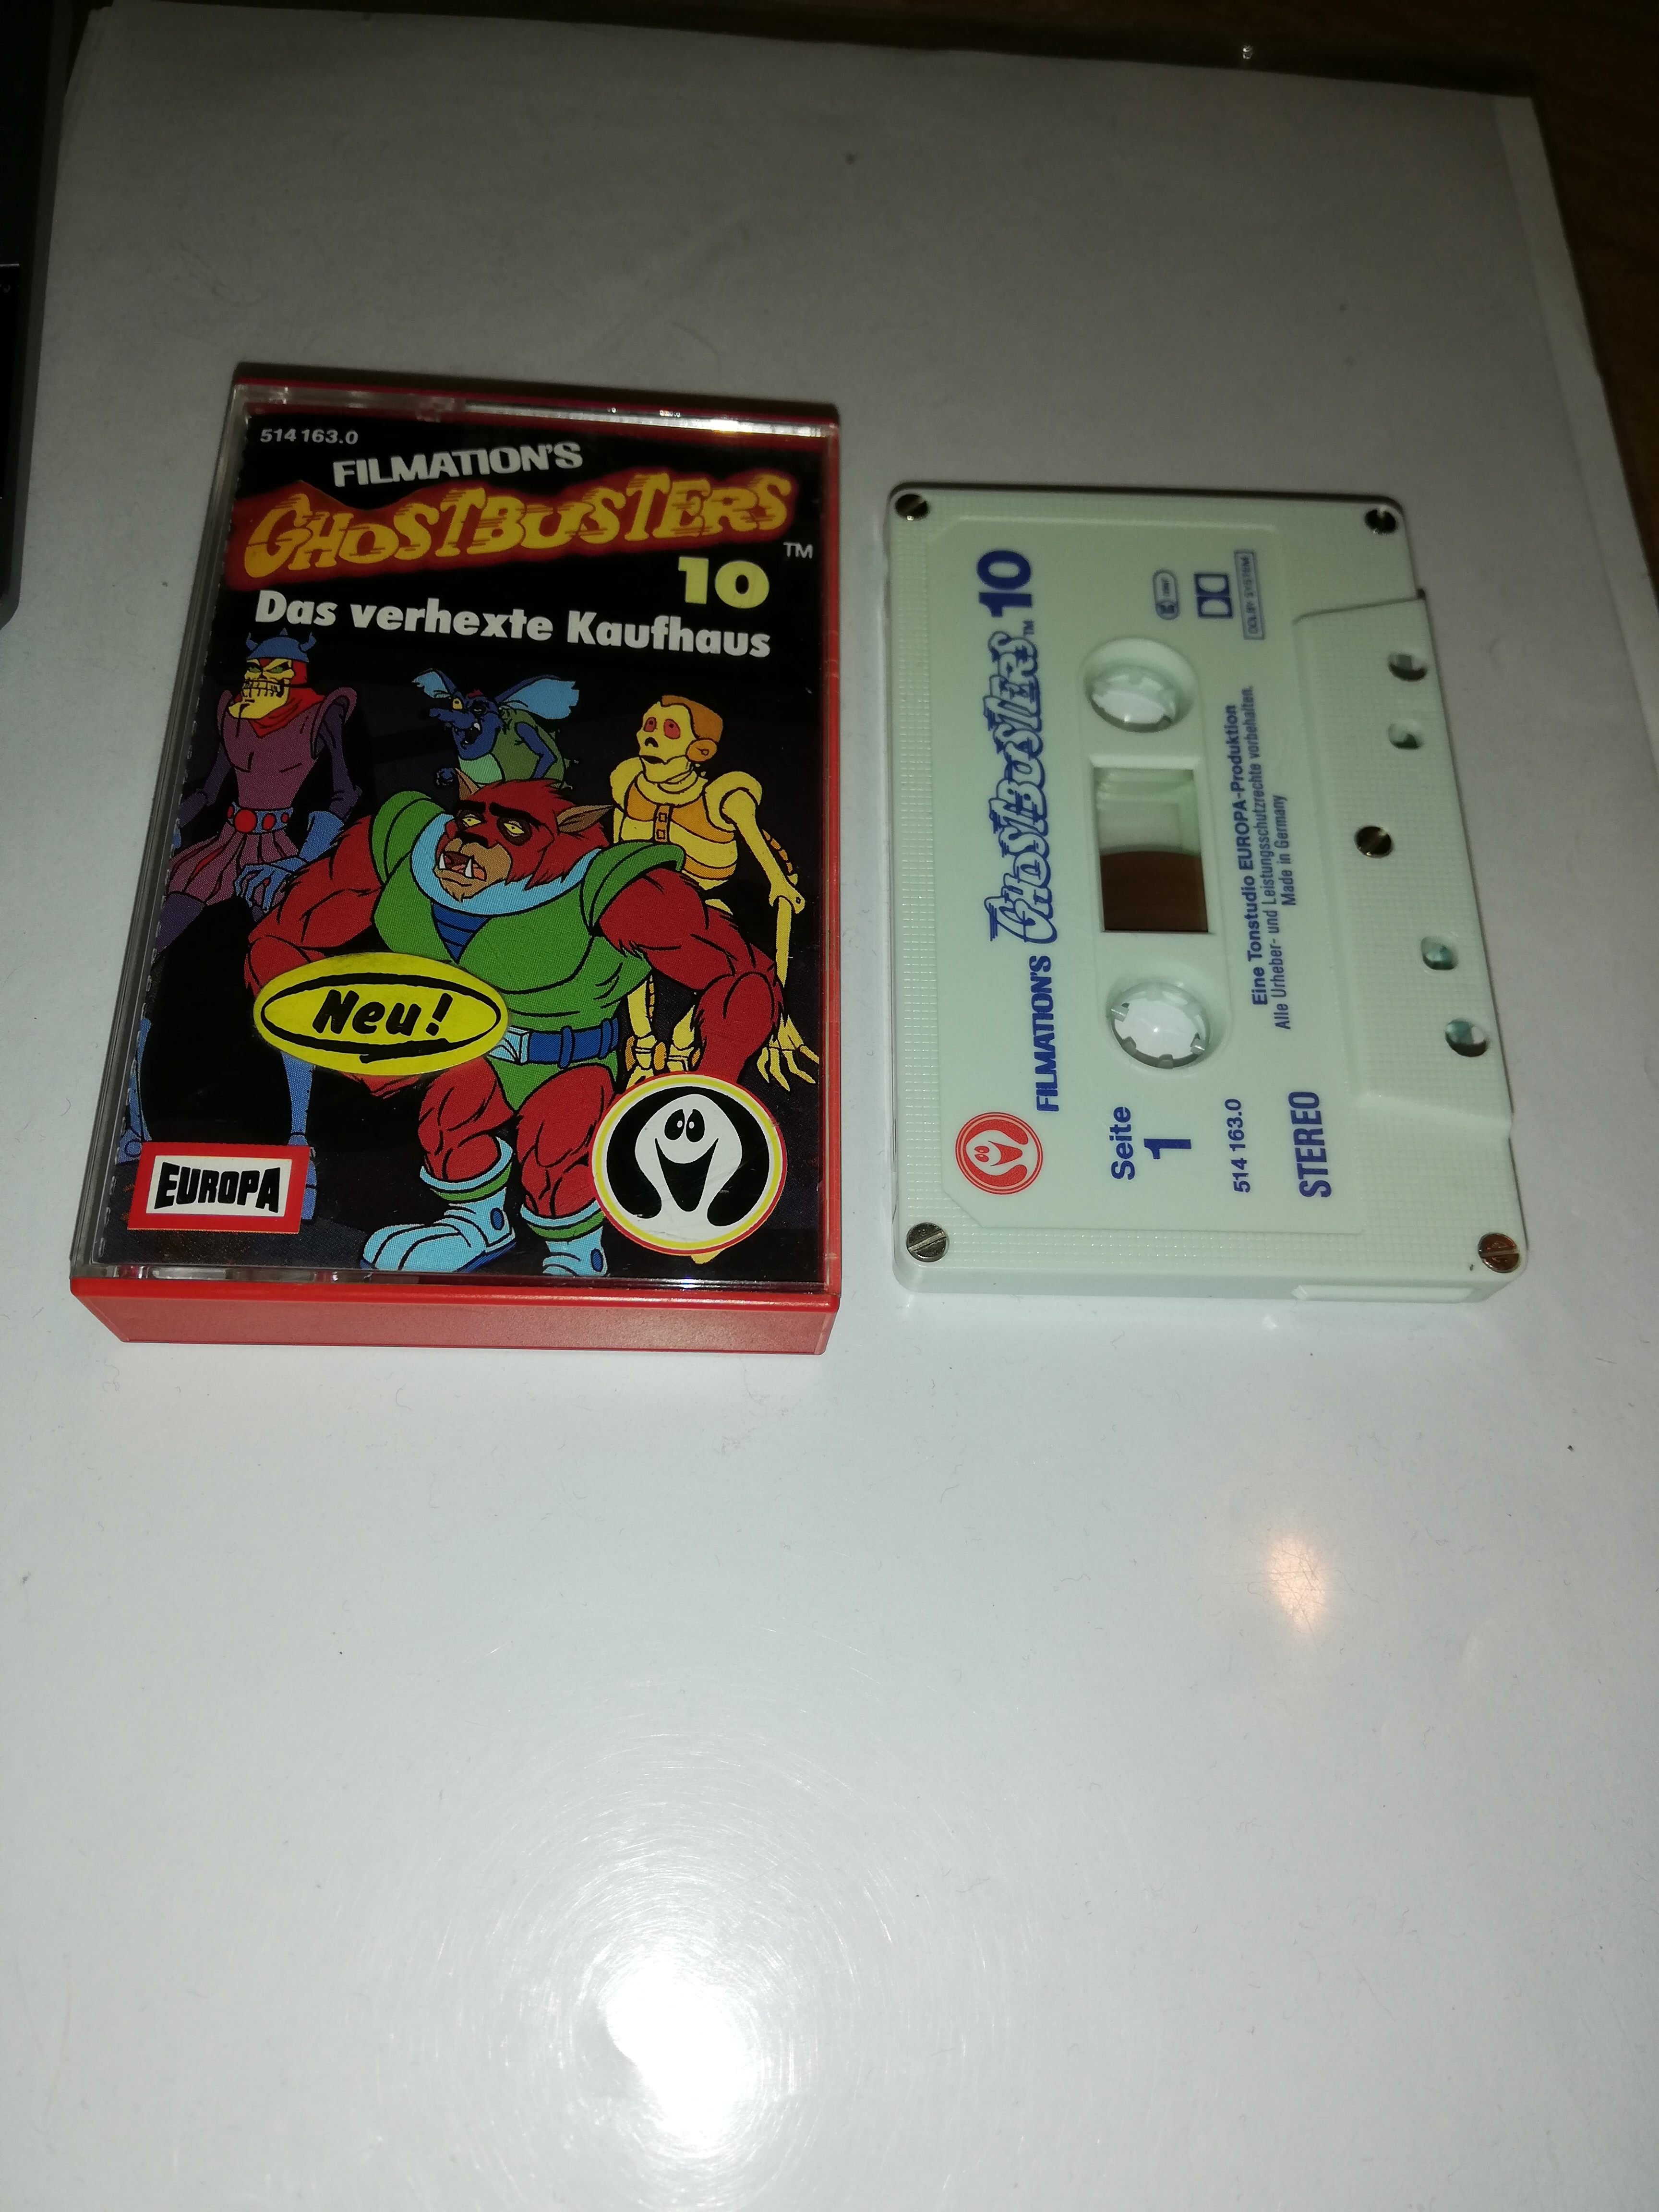 514 163.0
FILMATION'S
GHOSTBUSTERS
TM
10
Das verhexte Kaufhaus
Neu!
EUROPA
FILMATION'S GHOSTBUSTERS TM 10
Seite
1
514 163.0
STEREO
Eine Tonstudio EUROPA-Produktion
Alle Urheber- und Leistungsschutzrechte vorbehalten.
Made in Germany
DOLBY SYSTEM